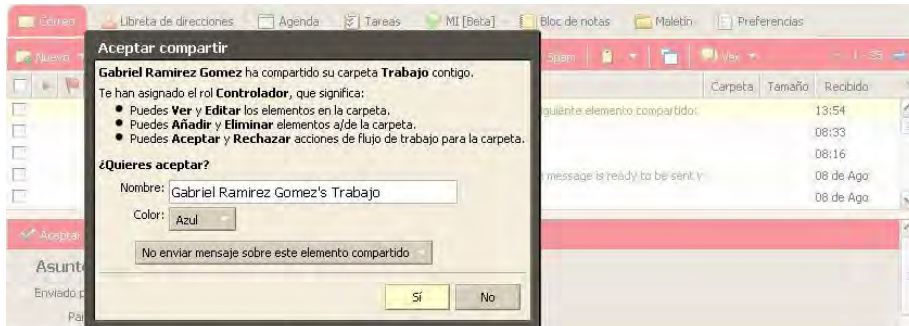 Correo Libreta de direcciones Agenda Tareas MI [Beta] Bloc de notas Maletín Preferencias
Nuevo Spam Ver 1-35
Aceptar compartir
Carpeta Tamaño Recibido
Gabriel Ramirez Gomez ha compartido su carpeta Trabajo contigo.
Te han asignado el rol Controlador, que significa:
● Puedes Ver y Editar los elementos en la carpeta.
● Puedes Añadir y Eliminar elementos a/de la carpeta.
● Puedes Aceptar y Rechazar acciones de flujo de trabajo para la carpeta.
siguiente elemento compartido: 13:54
08:33
08:16
message is ready to be sent 08 de Ago
08 de Ago
¿Quieres aceptar?
Nombre: Gabriel Ramirez Gomez's Trabajo
Color: Azul
No enviar mensaje sobre este elemento compartido
Sí No
Aceptar
Asunto
Enviado p
Pa